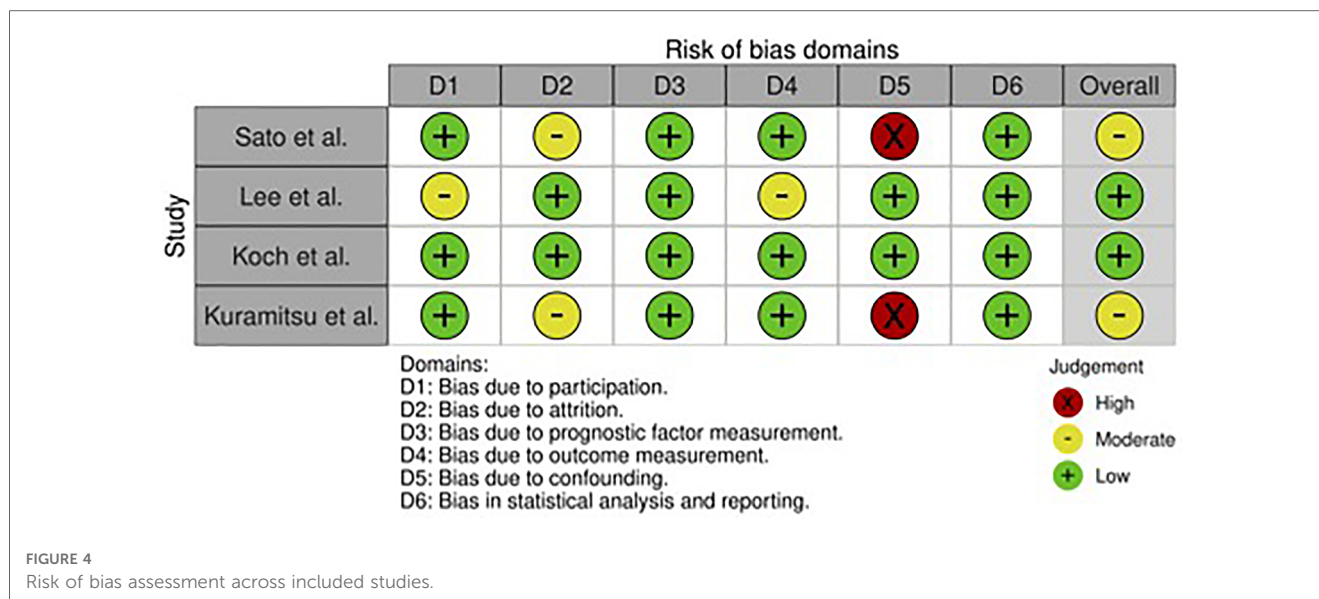 Risk of bias domains
D1 D2 D3 D4 D5 D6 Overall
Study
Sato et al. + - + + X + -
Lee et al. - + + - + + +
Koch et al. + + + + + + +
Kuramitsu et al. + - + + X + -
Domains:
D1: Bias due to participation.
D2: Bias due to attrition.
D3: Bias due to prognostic factor measurement.
D4: Bias due to outcome measurement.
D5: Bias due to confounding.
D6: Bias in statistical analysis and reporting.
Judgement
X High
- Moderate
+ Low
FIGURE 4
Risk of bias assessment across included studies.